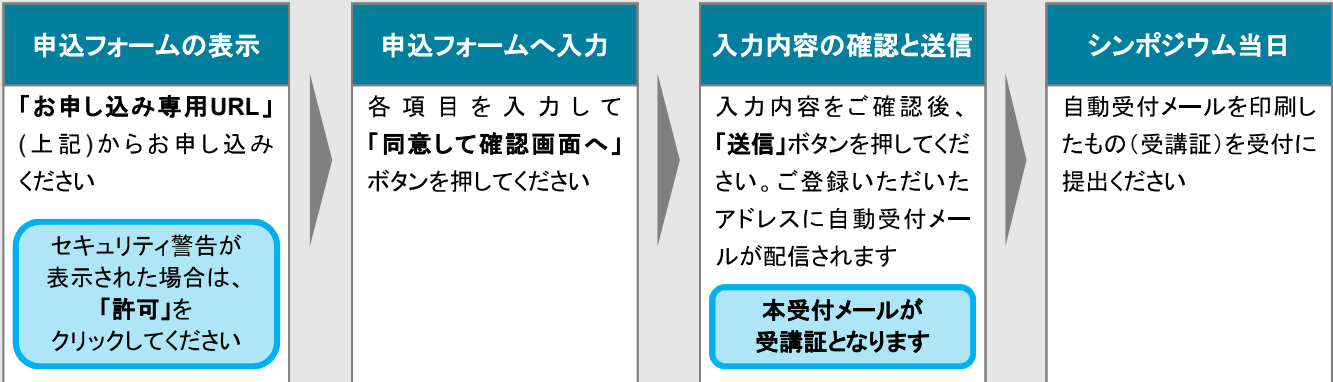 申込フォームの表示
「お申し込み専用URL」
(上記)からお申し込み
ください
セキュリティ警告が
表示された場合は、
「許可」を
クリックしてください
申込フォームへ入力
各項目を入力して
「同意して確認画面へ」
ボタンを押してください
入力内容の確認と送信
入力内容をご確認後、
「送信」ボタンを押してくだ
さい。ご登録いただいた
アドレスに自動受付メー
ルが配信されます
本受付メールが
受講証となります
シンポジウム当日
自動受付メールを印刷し
たもの(受講証)を受付に
提出ください